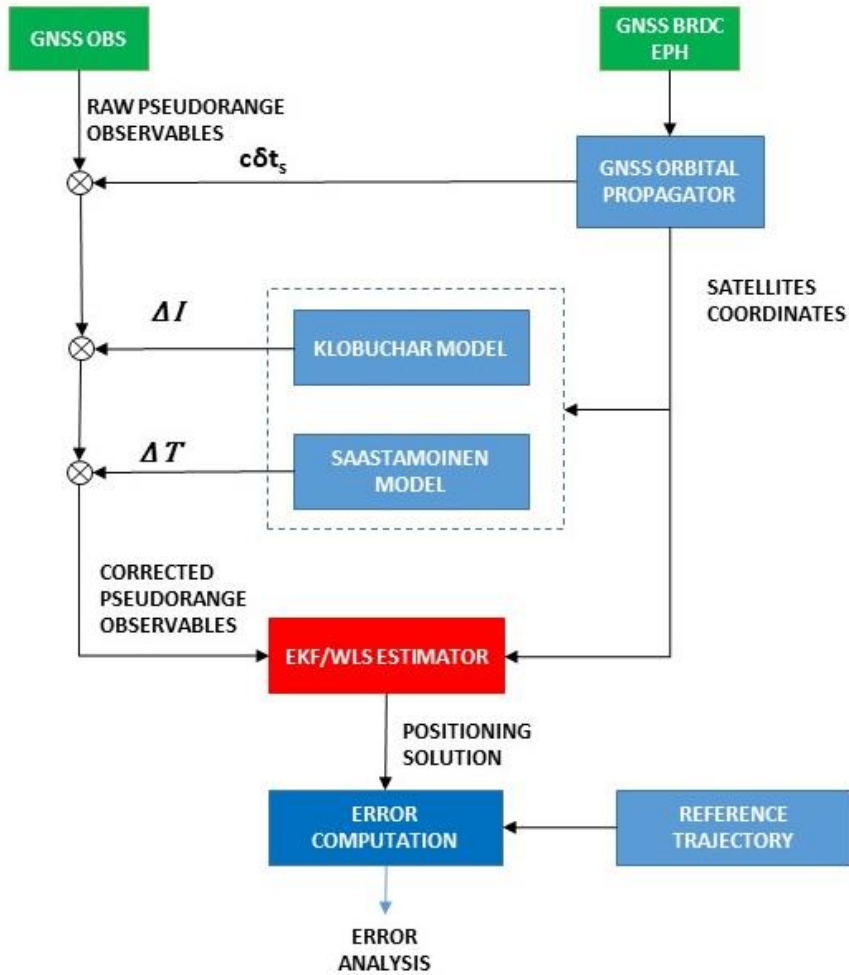 GNSS OBS
GNSS BRDC
EPH
RAW PSEUDORANGE
OBSERVABLES
cδtₛ
GNSS ORBITAL
PROPAGATOR
SATELLITES
COORDINATES
ΔI
KLOBUCHAR MODEL
ΔT
SAASTAMOINEN
MODEL
CORRECTED
PSEUDORANGE
OBSERVABLES
EKF/WLS ESTIMATOR
POSITIONING
SOLUTION
ERROR
COMPUTATION
REFERENCE
TRAJECTORY
ERROR
ANALYSIS